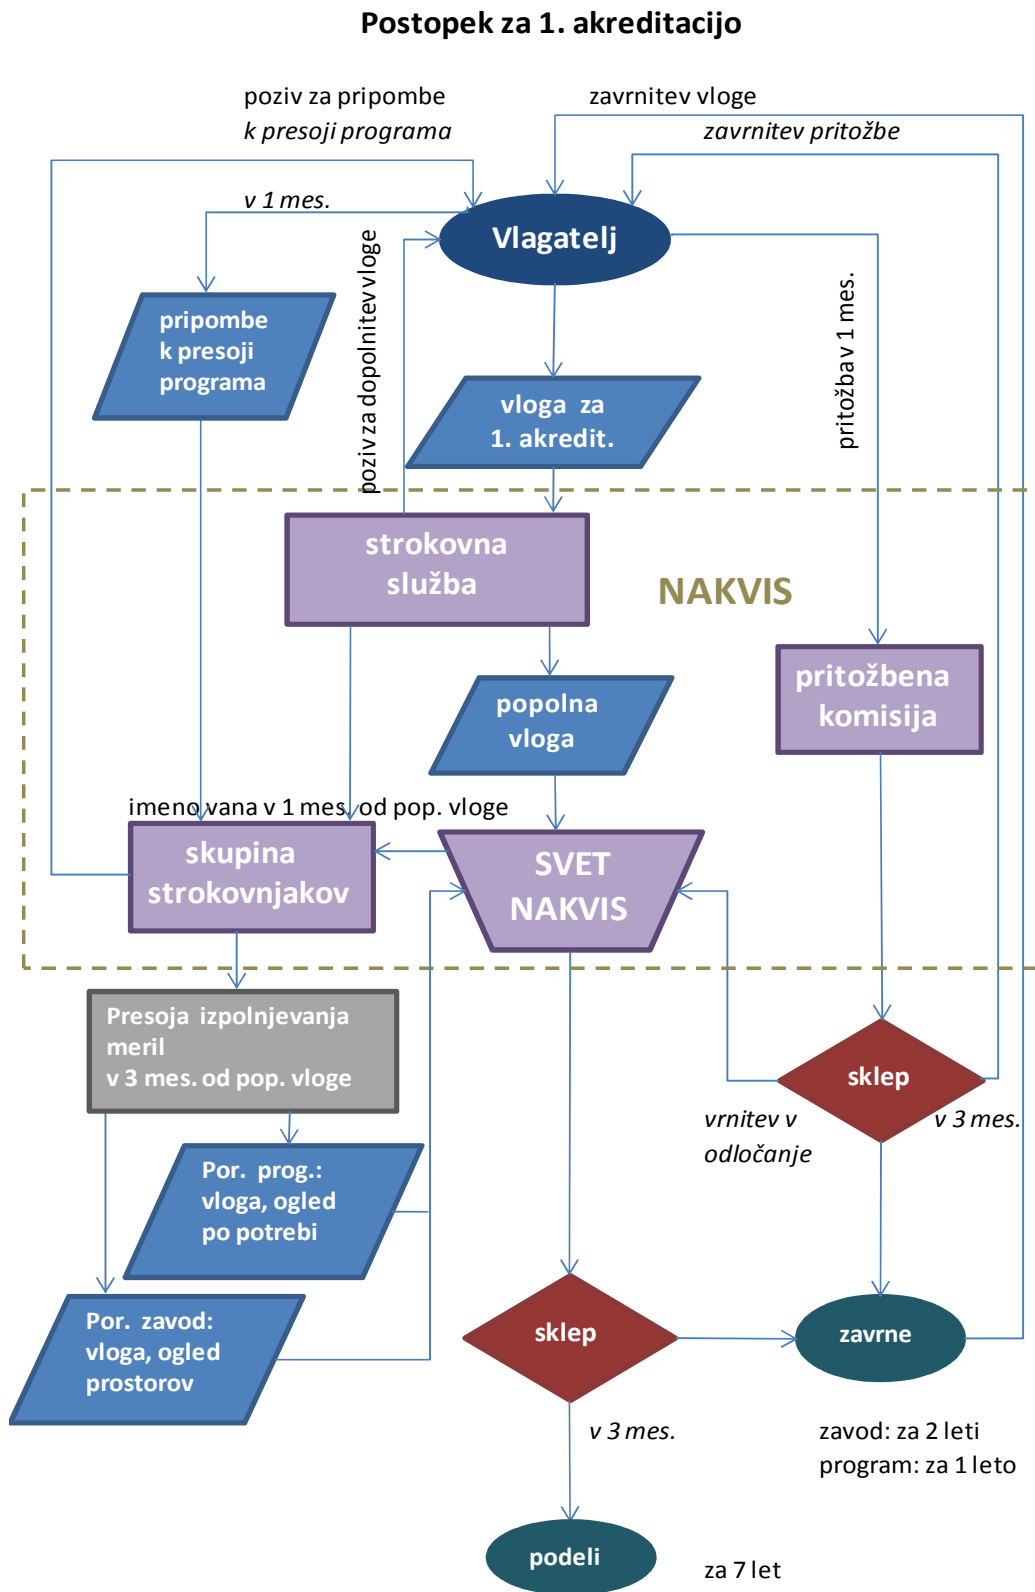 Postopek za 1. akreditacijo
poziv za pripombe
k presoji programa
zavrnitev vloge
zavrnitev pritožbe
v 1 mes.
Vlagatelj
poziv za dopolnitev vloge
pritožba v 1 mes.
pripombe
k presoji
programa
vloga za
1. akredit.
strokovna
služba
NAKVIS
pritožbena
komisija
popolna
vloga
imeno vana v 1 mes. od pop. vloge
skupina
strokovnjakov
SVET
NAKVIS
Presoja izpolnjevanja
meril
v 3 mes. od pop. vloge
sklep
vrnitev v
odločanje
v 3 mes.
Por. prog.:
vloga, ogled
po potrebi
Por. zavod:
vloga, ogled
prostorov
sklep
zavrne
v 3 mes.
zavod: za 2 leti
program: za 1 leto
podeli
za 7 let